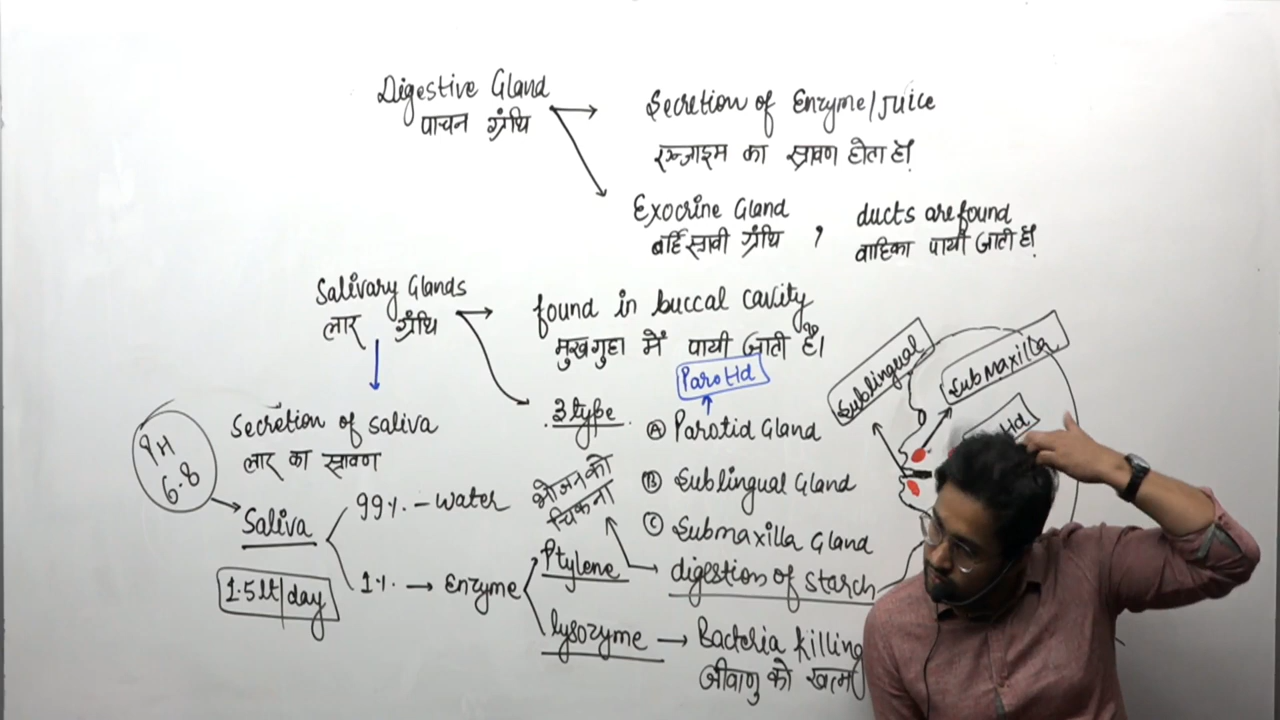 Digestive Gland
पाचन ग्रंथि
Secretion of Enzyme/Juice
एन्जाइम का स्रावण होता है।
Exocrine Gland , ducts are found
बर्हिस्रावी ग्रंथि वाहिका पायी जाती है।
Salivary Glands
लार ग्रंथि
found in buccal cavity
मुखगुहा में पायी जाती है।
Parotid
Sublingual
Submaxilla
3 type
Ⓐ Parotid Gland
Ⓑ Sublingual Gland
Ⓒ Submaxilla Gland
Secretion of saliva
लार का स्रावण
PH
6.8
Saliva
1.5 lt/day
99% - Water
1% → Enzyme
भोजन को
चिकना
Ptylene → digestion of starch
lysozyme → Bacteria killing
जीवाणु को खत्म